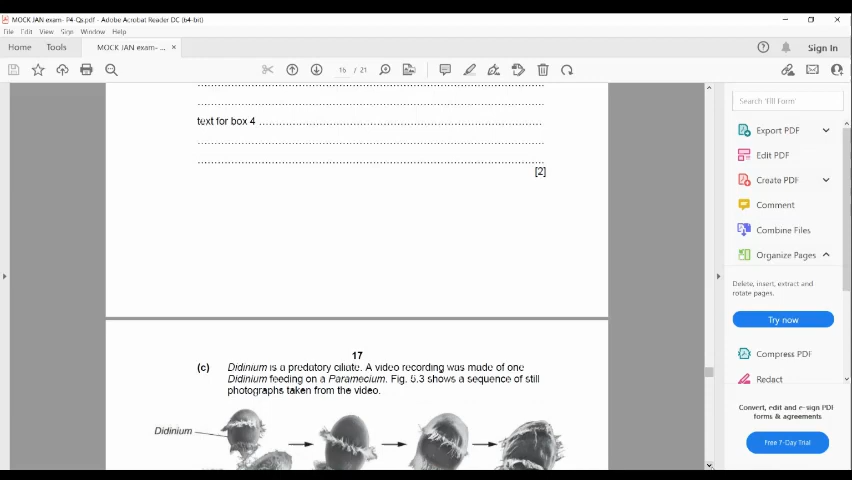 MOCK JAN exam- P4-Qs.pdf - Adobe Acrobat Reader DC (64-bit)
File Edit View Sign Window Help
Home Tools MOCK JAN exam- ... × Sign In
16 / 21
text for box 4
[2]
17
(c) Didinium is a predatory ciliate. A video recording was made of one
Didinium feeding on a Paramecium. Fig. 5.3 shows a sequence of still
photographs taken from the video.
Didinium
Search 'Fill Form'
Export PDF
Edit PDF
Create PDF
Comment
Combine Files
Organize Pages
Delete, insert, extract and
rotate pages.
Try now
Compress PDF
Redact
Convert, edit and e-sign PDF
forms & agreements
Free 7-Day Trial